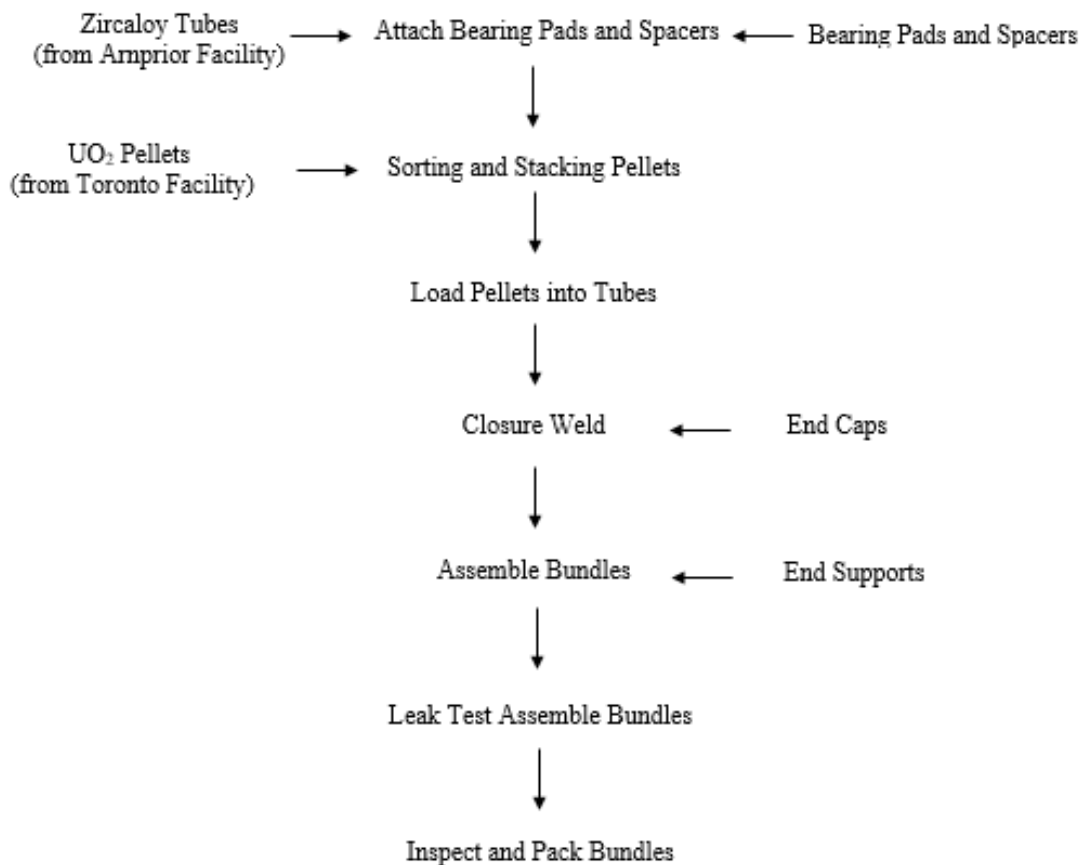 Zircaloy Tubes
(from Arnprior Facility)
Attach Bearing Pads and Spacers
Bearing Pads and Spacers
UO₂ Pellets
(from Toronto Facility)
Sorting and Stacking Pellets
Load Pellets into Tubes
Closure Weld
End Caps
Assemble Bundles
End Supports
Leak Test Assemble Bundles
Inspect and Pack Bundles